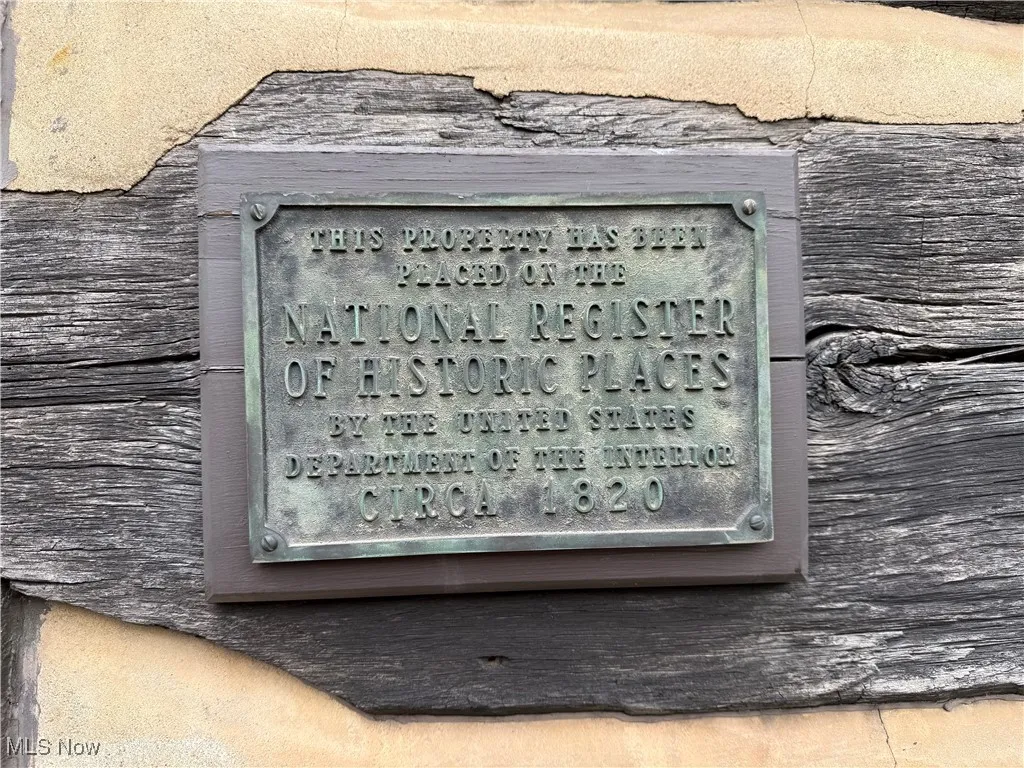 THIS PROPERTY HAS BEEN
PLACED ON THE
NATIONAL REGISTER
OF HISTORIC PLACES
BY THE UNITED STATES
DEPARTMENT OF THE INTERIOR
CIRCA 1820
MLS Now